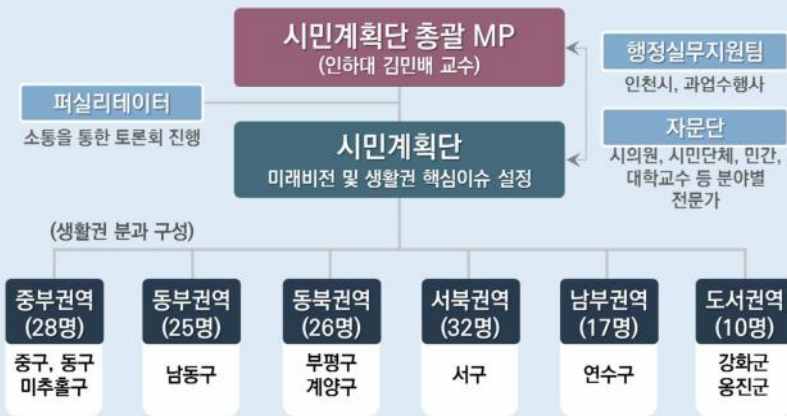 시민계획단 총괄 MP
(인하대 김민배 교수)
행정실무지원팀
인천시, 과업수행사
퍼실리테이터
소통을 통한 토론회 진행
시민계획단
미래비전 및 생활권 핵심이슈 설정
자문단
시의원, 시민단체, 민간,
대학교수 등 분야별
전문가
(생활권 분과 구성)
중부권역
(28명)
중구, 동구
미추홀구
동부권역
(25명)
남동구
동북권역
(26명)
부평구
계양구
서북권역
(32명)
서구
남부권역
(17명)
연수구
도서권역
(10명)
강화군
옹진군